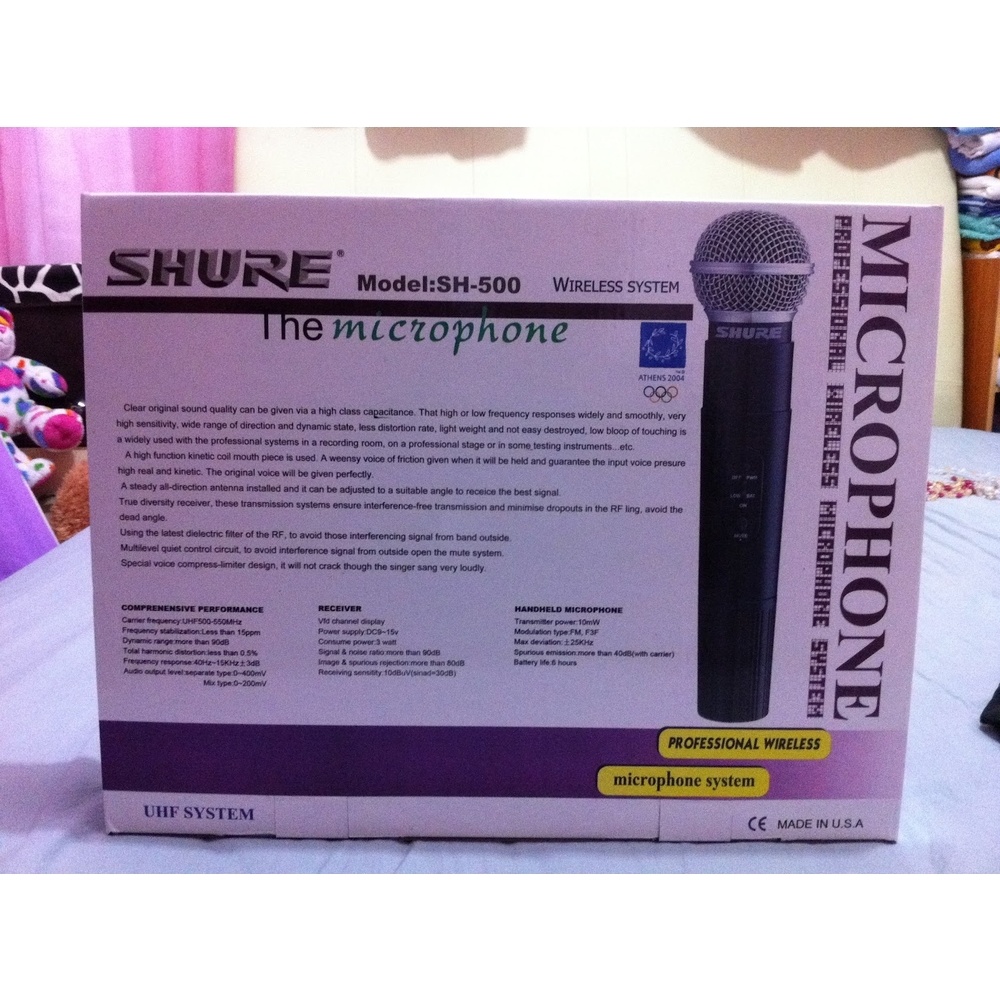 SHURE®
Model:SH-500 WIRELESS SYSTEM
The microphone
ATHENS 2004
Clear original sound quality can be given via a high class capacitance. That high or low frequency responses widely and smoothly, very
high sensitivity, wide range of direction and dynamic state, less distortion rate, light weight and not easy destroyed, low bloop of touching is
a widely used with the professional systems in a recording room, on a professional stage or in some testing instruments...etc.
A high function kinetic coil mouth piece is used. A weensy voice of friction given when it will be held and guarantee the input voice presure
high real and kinetic. The original voice will be given perfectly.
A steady all-direction antenna installed and it can be adjusted to a suitable angle to receice the best signal.
True diversity receiver, these transmission systems ensure interference-free transmission and minimise dropouts in the RF ling, avoid the
dead angle.
Using the latest dielectric filter of the RF, to avoid those interferencing signal from band outside.
Multilevel quiet control circuit, to avoid interference signal from outside open the mute system.
Special voice compress-limiter design, it will not crack though the singer sang very loudly.
COMPREHENSIVE PERFORMANCE
Carrier frequency:UHF500-550MHz
Frequency stabilization:Less than 15ppm
Dynamic range:more than 90dB
Total harmonic distortion:less than 0.5%
Frequency response:40Hz~15KHz±3dB
Audio output level:separate type:0~400mV
Mix type:0~200mV
RECEIVER
Vfd channel display
Power supply:DC9~15v
Consume power:3 watt
Signal & noise ratio:more than 90dB
Image & spurious rejection:more than 80dB
Receiving sensitity:10dBuV(sinad=30dB)
HANDHELD MICROPHONE
Transmitter power:10mW
Modulation type:FM, F3F
Max deviation:±25KHz
Spurious emission:more than 40dB(with carrier)
Battery life:6 hours
SHURE
MICROPHONE
PROFESSIONAL WIRELESS MICROPHONE SYSTEM
PROFESSIONAL WIRELESS
microphone system
UHF SYSTEM
CE MADE IN U.S.A